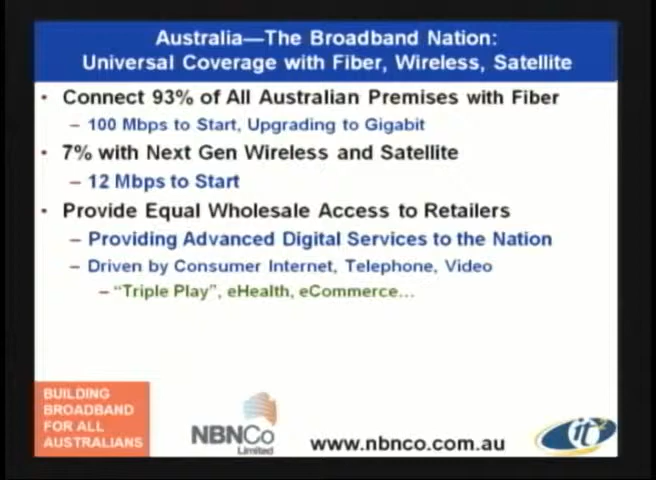 Australia—The Broadband Nation:
Universal Coverage with Fiber, Wireless, Satellite
• Connect 93% of All Australian Premises with Fiber
– 100 Mbps to Start, Upgrading to Gigabit
• 7% with Next Gen Wireless and Satellite
– 12 Mbps to Start
• Provide Equal Wholesale Access to Retailers
– Providing Advanced Digital Services to the Nation
– Driven by Consumer Internet, Telephone, Video
– “Triple Play”, eHealth, eCommerce...
BUILDING
BROADBAND
FOR ALL
AUSTRALIANS
NBNCo
Limited
www.nbnco.com.au
it2